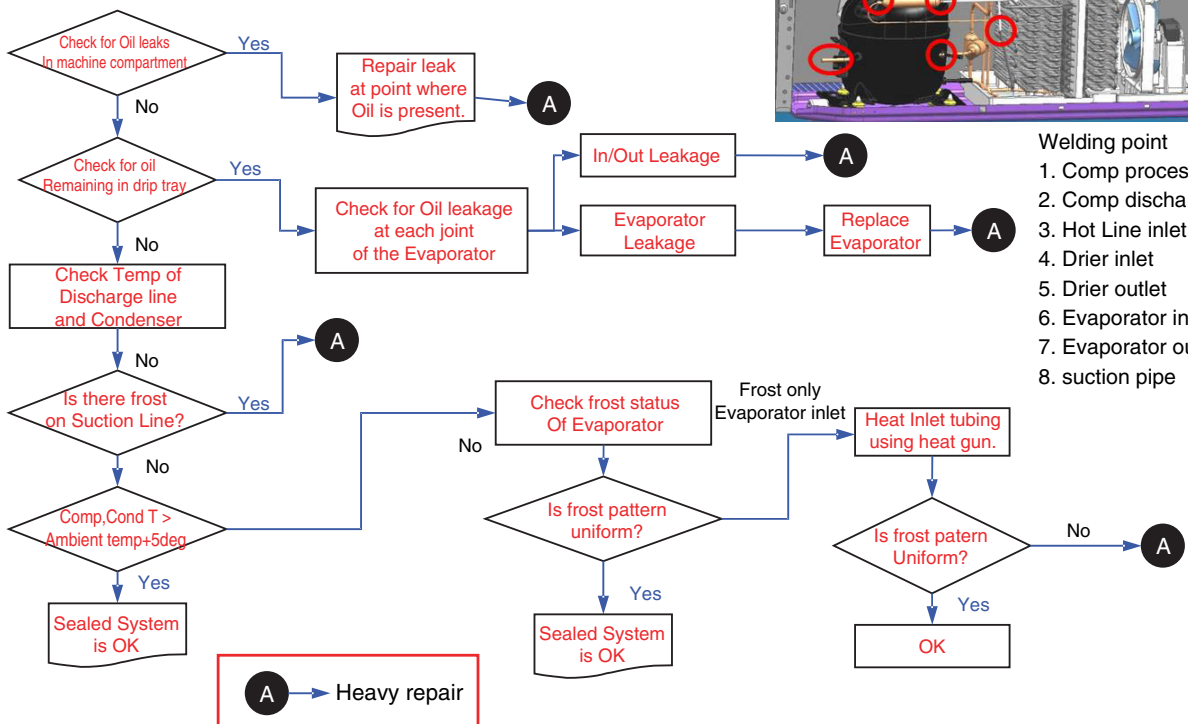 Check for Oil leaks
In machine compartment
Yes
Repair leak
at point where
Oil is present.
A
No
Check for oil
Remaining in drip tray
Yes
Check for Oil leakage
at each joint
of the Evaporator
In/Out Leakage
A
Evaporator
Leakage
Replace
Evaporator
A
No
Check Temp of
Discharge line
and Condenser
No
Is there frost
on Suction Line?
Yes
A
No
Comp,Cond T >
Ambient temp+5deg
Yes
Sealed System
is OK
No
Check frost status
Of Evaporator
Is frost pattern
uniform?
Yes
Sealed System
is OK
Frost only
Evaporator inlet
Heat Inlet tubing
using heat gun.
Is frost patern
Uniform?
No
A
Yes
OK
A Heavy repair
Welding point
1. Comp proces
2. Comp discha
3. Hot Line inlet
4. Drier inlet
5. Drier outlet
6. Evaporator in
7. Evaporator ou
8. suction pipe